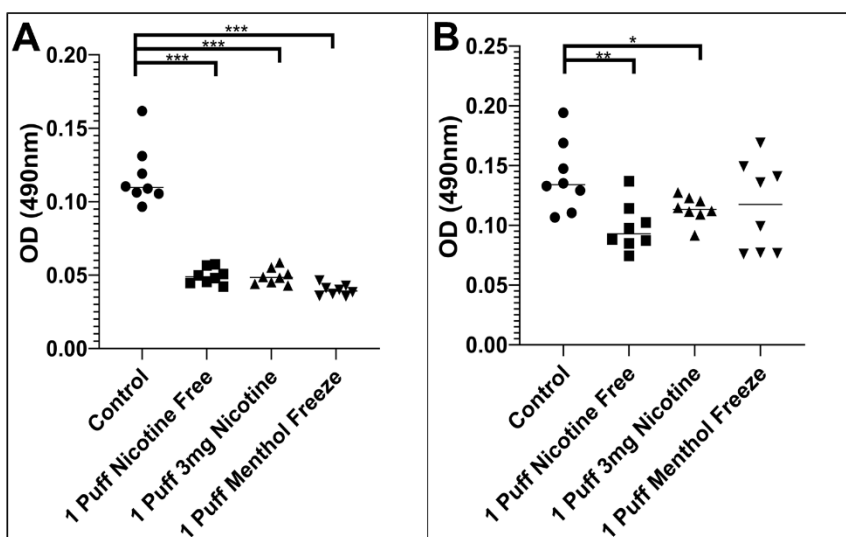 A
OD (490nm)
0.20
0.15
0.10
0.05
0.00
***
***
***
Control
1 Puff Nicotine Free
1 Puff 3mg Nicotine
1 Puff Menthol Freeze
B
OD (490nm)
0.25
0.20
0.15
0.10
0.05
0.00
*
**
Control
1 Puff Nicotine Free
1 Puff 3mg Nicotine
1 Puff Menthol Freeze